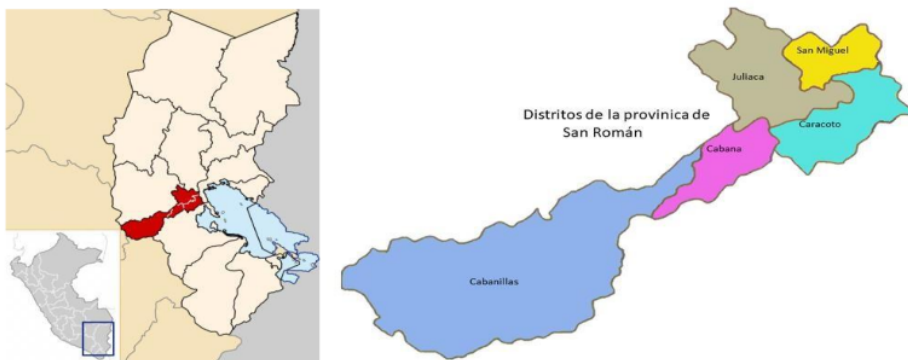 Distritos de la provinica de
San Román
San Miguel
Juliaca
Caracoto
Cabana
Cabanillas